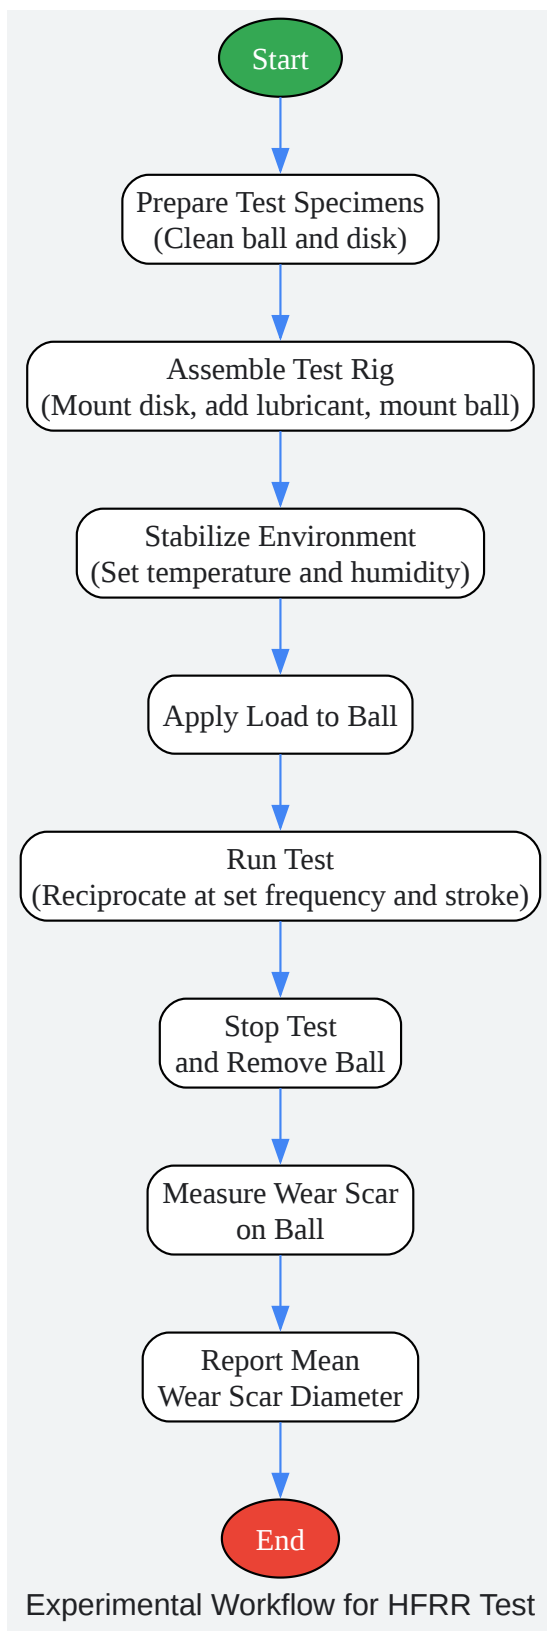 Start
Prepare Test Specimens
(Clean ball and disk)
Assemble Test Rig
(Mount disk, add lubricant, mount ball)
Stabilize Environment
(Set temperature and humidity)
Apply Load to Ball
Run Test
(Reciprocate at set frequency and stroke)
Stop Test
and Remove Ball
Measure Wear Scar
on Ball
Report Mean
Wear Scar Diameter
End
Experimental Workflow for HFRR Test